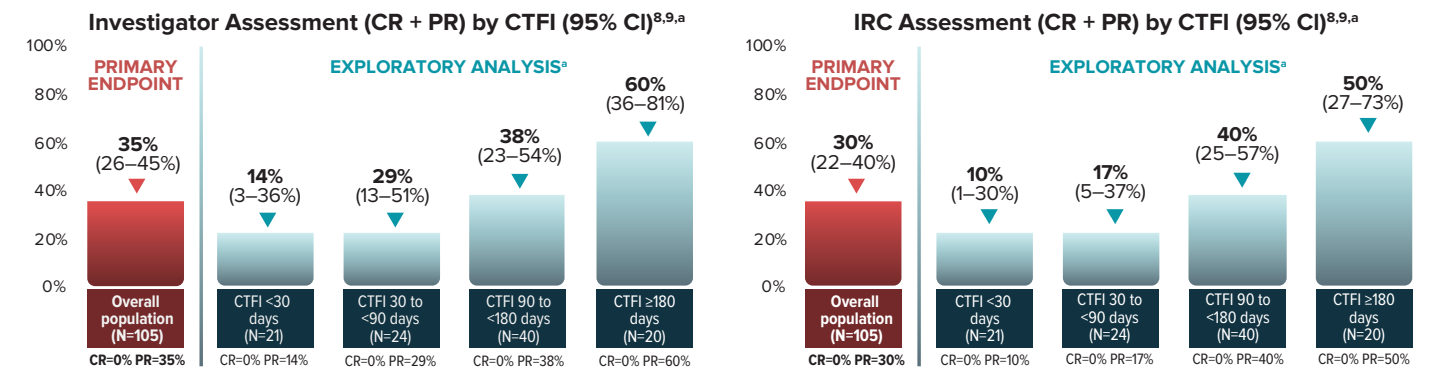 Investigator Assessment (CR + PR) by CTFI (95% CI)8,9,a
100%
80%
60%
40%
20%
0%
PRIMARY
ENDPOINT
EXPLORATORY ANALYSISa
35%
(26–45%)
14%
(3–36%)
29%
(13–51%)
38%
(23–54%)
60%
(36–81%)
Overall
population
(N=105)
CTFI <30
days
(N=21)
CTFI 30 to
<90 days
(N=24)
CTFI 90 to
<180 days
(N=40)
CTFI ≥180
days
(N=20)
CR=0% PR=35%
CR=0% PR=14%
CR=0% PR=29%
CR=0% PR=38%
CR=0% PR=60%
IRC Assessment (CR + PR) by CTFI (95% CI)8,9,a
100%
80%
60%
40%
20%
0%
PRIMARY
ENDPOINT
EXPLORATORY ANALYSISa
30%
(22–40%)
10%
(1–30%)
17%
(5–37%)
40%
(25–57%)
50%
(27–73%)
Overall
population
(N=105)
CTFI <30
days
(N=21)
CTFI 30 to
<90 days
(N=24)
CTFI 90 to
<180 days
(N=40)
CTFI ≥180
days
(N=20)
CR=0% PR=30%
CR=0% PR=10%
CR=0% PR=17%
CR=0% PR=40%
CR=0% PR=50%